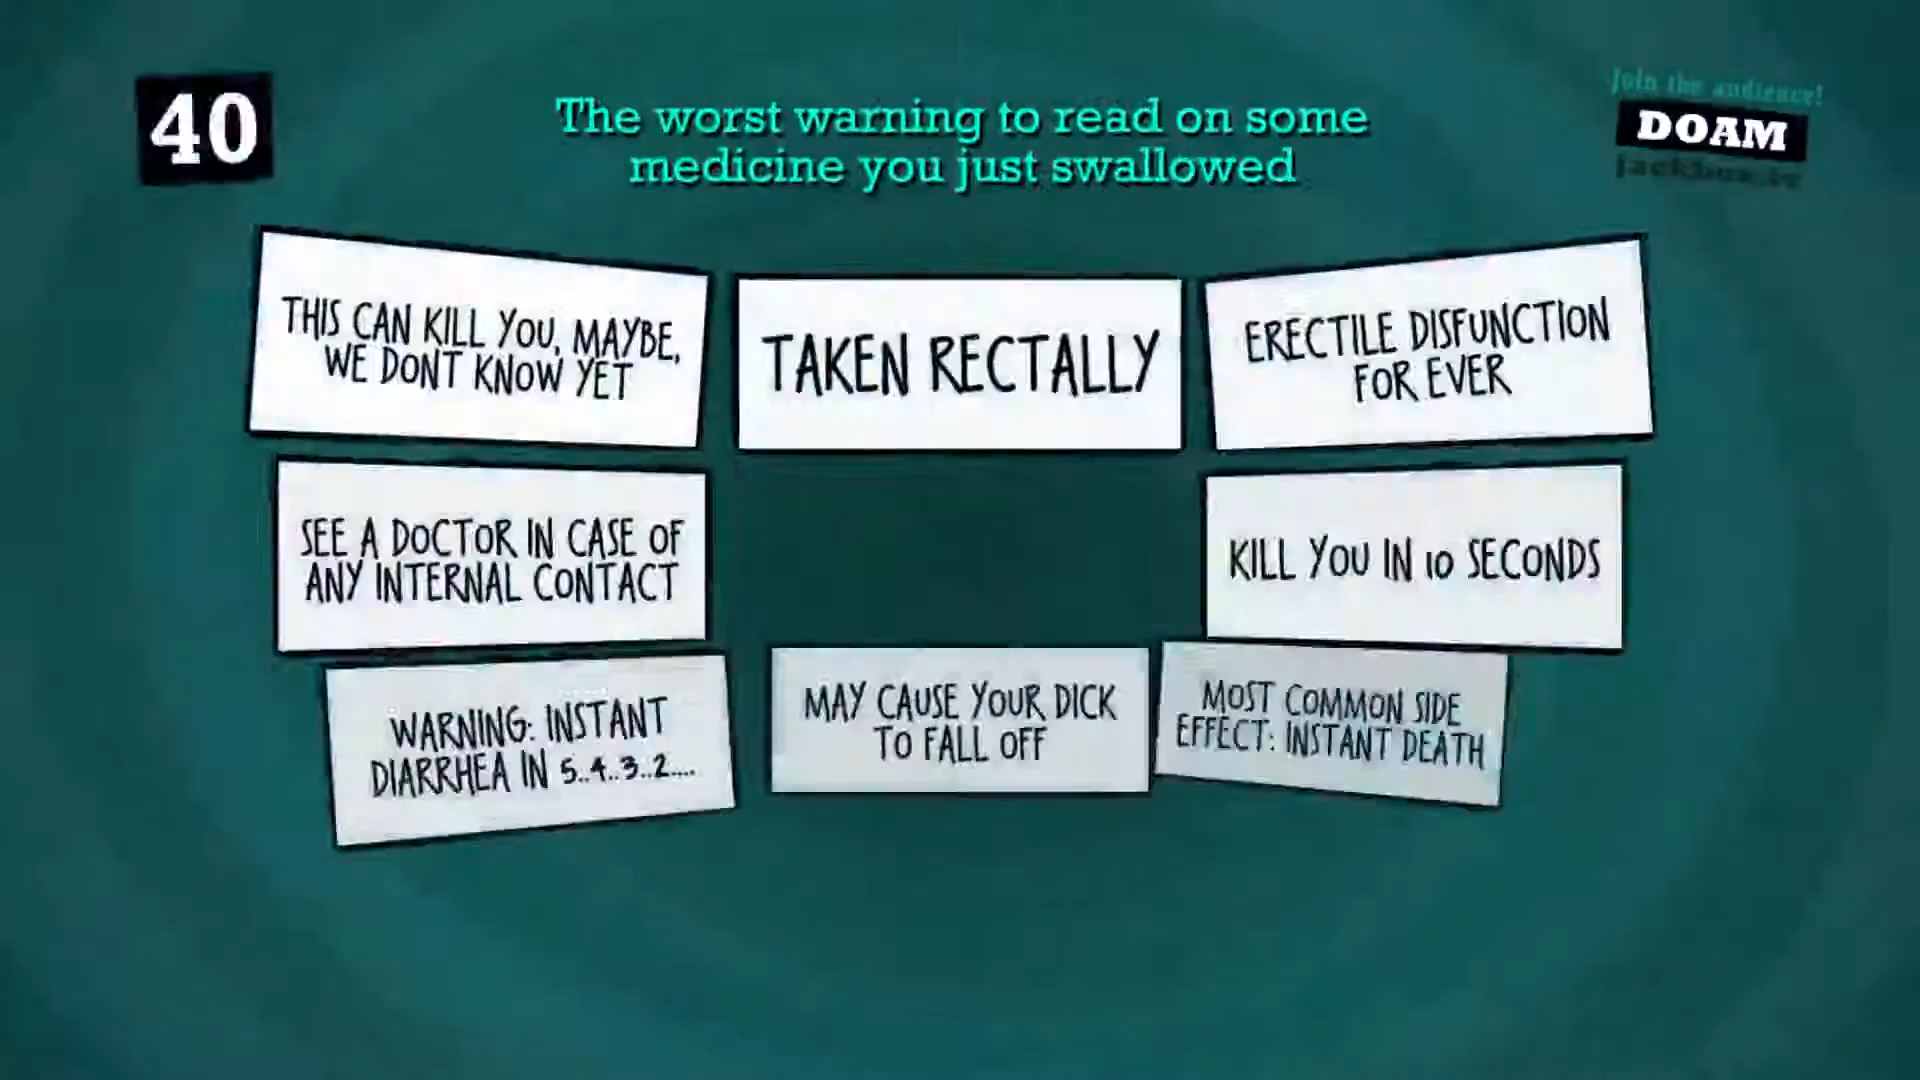 40
The worst warning to read on some
medicine you just swallowed
Join the audience!
DOAM
jackbox.tv
THIS CAN KILL YOU, MAYBE,
WE DONT KNOW YET
TAKEN RECTALLY
ERECTILE DISFUNCTION
FOR EVER
SEE A DOCTOR IN CASE OF
ANY INTERNAL CONTACT
KILL YOU IN 10 SECONDS
WARNING: INSTANT
DIARRHEA IN 5..4..3..2....
MAY CAUSE YOUR DICK
TO FALL OFF
MOST COMMON SIDE
EFFECT: INSTANT DEATH